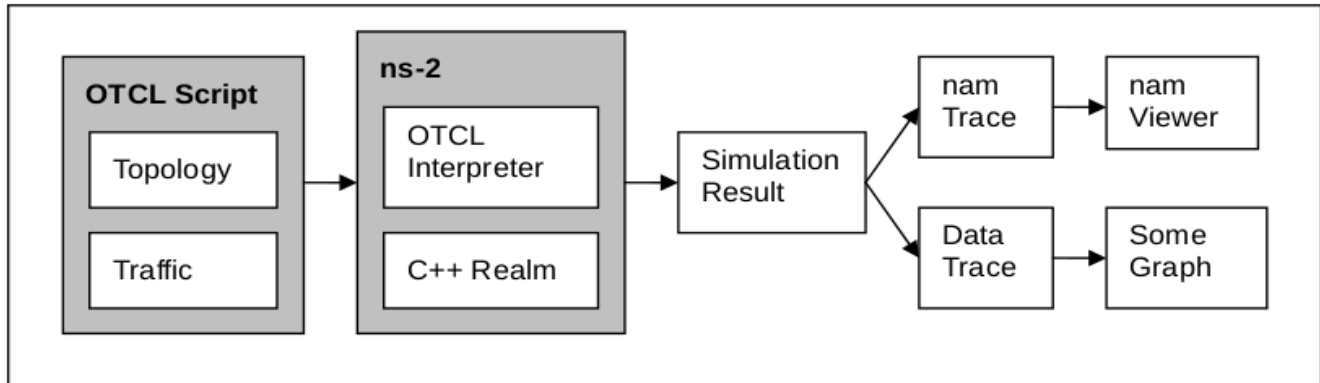 OTCL Script
Topology
Traffic
ns-2
OTCL
Interpreter
C++ Realm
Simulation
Result
nam
Trace
nam
Viewer
Data
Trace
Some
Graph